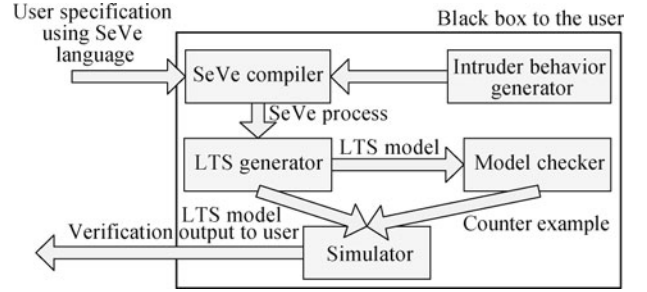 User specification
using SeVe
language
Black box to the user
SeVe compiler
Intruder behavior
generator
SeVe process
LTS generator
LTS model
Model checker
LTS model
Counter example
Verification output to user
Simulator